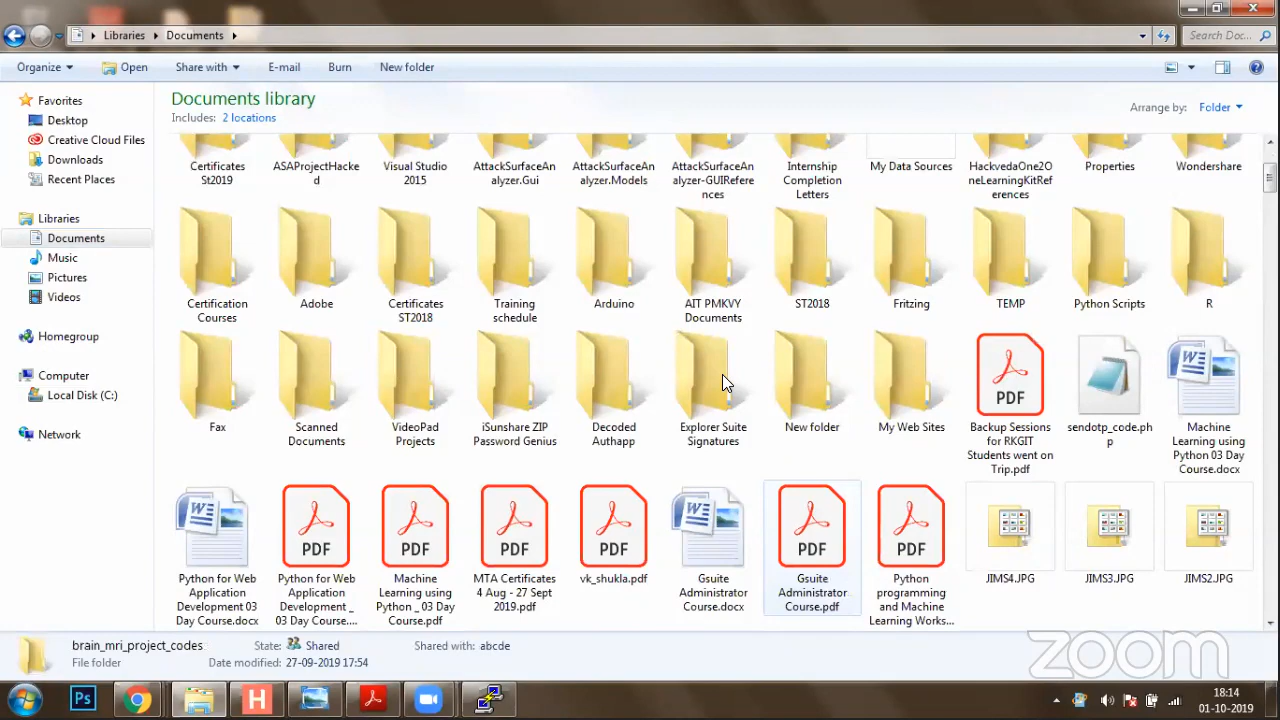 Libraries
Documents
Search Doc...
Organize
Open
Share with
E-mail
Burn
New folder
Favorites
Desktop
Creative Cloud Files
Downloads
Recent Places
Libraries
Documents
Music
Pictures
Videos
Homegroup
Computer
Local Disk (C:)
Network
Documents library
Includes: 2 locations
Arrange by: Folder
Certificates
St2019
ASAProjectHacke
d
Visual Studio
2015
AttackSurfaceAn
alyzer.Gui
AttackSurfaceAn
alyzer.Models
AttackSurfaceAn
alyzer-GUIRefere
nces
Internship
Completion
Letters
My Data Sources
HackvedaOne2O
neLearningKitRef
erences
Properties
Wondershare
Certification
Courses
Adobe
Certificates
ST2018
Training
schedule
Arduino
AIT PMKVY
Documents
ST2018
Fritzing
TEMP
Python Scripts
R
Fax
Scanned
Documents
VideoPad
Projects
iSunshare ZIP
Password Genius
Decoded
Authapp
Explorer Suite
Signatures
New folder
My Web Sites
PDF
Backup Sessions
for RKGIT
Students went on
Trip.pdf
sendotp_code.ph
p
W
Machine
Learning using
Python 03 Day
Course.docx
W
Python for Web
Application
Development 03
Day Course.docx
PDF
Python for Web
Application
Development _
03 Day Course....
PDF
Machine
Learning using
Python _ 03 Day
Course.pdf
PDF
MTA Certificates
4 Aug - 27 Sept
2019.pdf
PDF
vk_shukla.pdf
W
Gsuite
Administrator
Course.docx
PDF
Gsuite
Administrator
Course.pdf
PDF
Python
programming
and Machine
Learning Works...
JIMS4.JPG
JIMS3.JPG
JIMS2.JPG
brain_mri_project_codes
File folder
State: Shared
Date modified: 27-09-2019 17:54
Shared with: abcde
zoom
Ps
H
18:14
01-10-2019